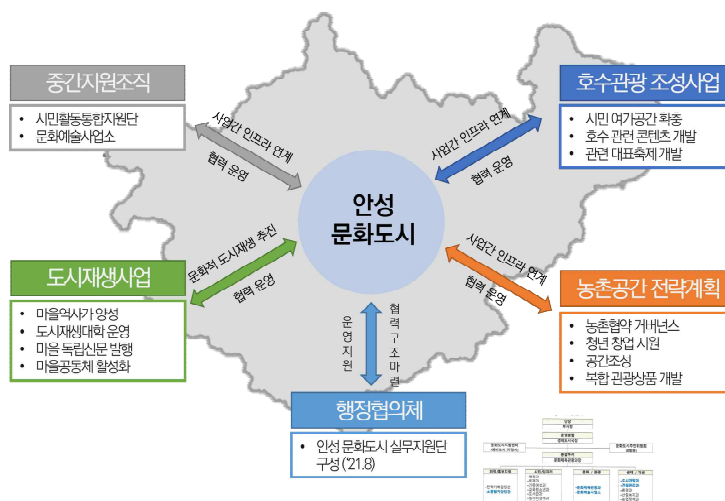 중간지원조직
• 시민활동통합지원단
• 문화예술사업소
호수관광 조성사업
• 시민 여가공간 확충
• 호수 관련 콘텐츠 개발
• 관련 대표축제 개발
사업간 인프라 연계
협력 운영
사업간 인프라 연계
협력 운영
안성
문화도시
문화적 도시재생 추진
협력 운영
사업간 인프라 연계
협력 운영
도시재생사업
• 마을역사가 양성
• 도시재생대학 운영
• 마을 독립신문 발행
• 마을공동체 활성화
농촌공간 전략계획
• 농촌협약 거버넌스
• 청년 창업 지원
• 공간조성
• 복합 관광상품 개발
운영지원
협력구조마련
행정협의체
• 안성 문화도시 실무지원단
구성 ('21.8)